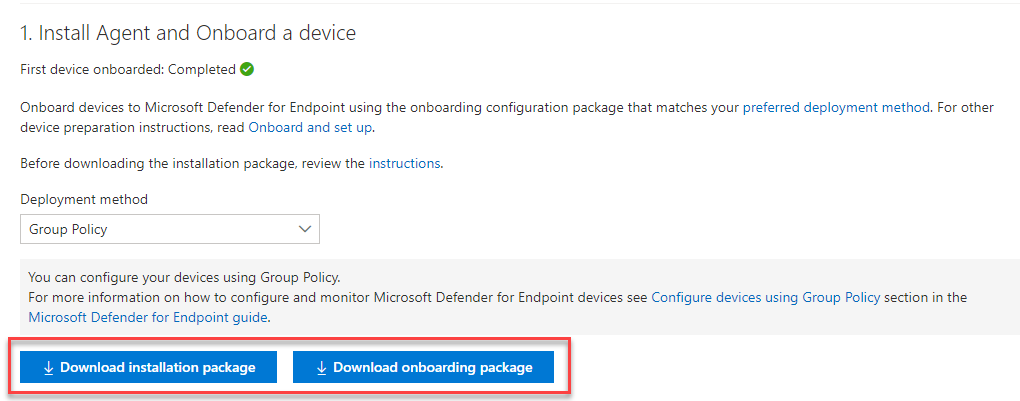 1. Install Agent and Onboard a device
First device onboarded: Completed
Onboard devices to Microsoft Defender for Endpoint using the onboarding configuration package that matches your preferred deployment method. For other
device preparation instructions, read Onboard and set up.
Before downloading the installation package, review the instructions.
Deployment method
Group Policy
You can configure your devices using Group Policy.
For more information on how to configure and monitor Microsoft Defender for Endpoint devices see Configure devices using Group Policy section in the
Microsoft Defender for Endpoint guide.
Download installation package Download onboarding package